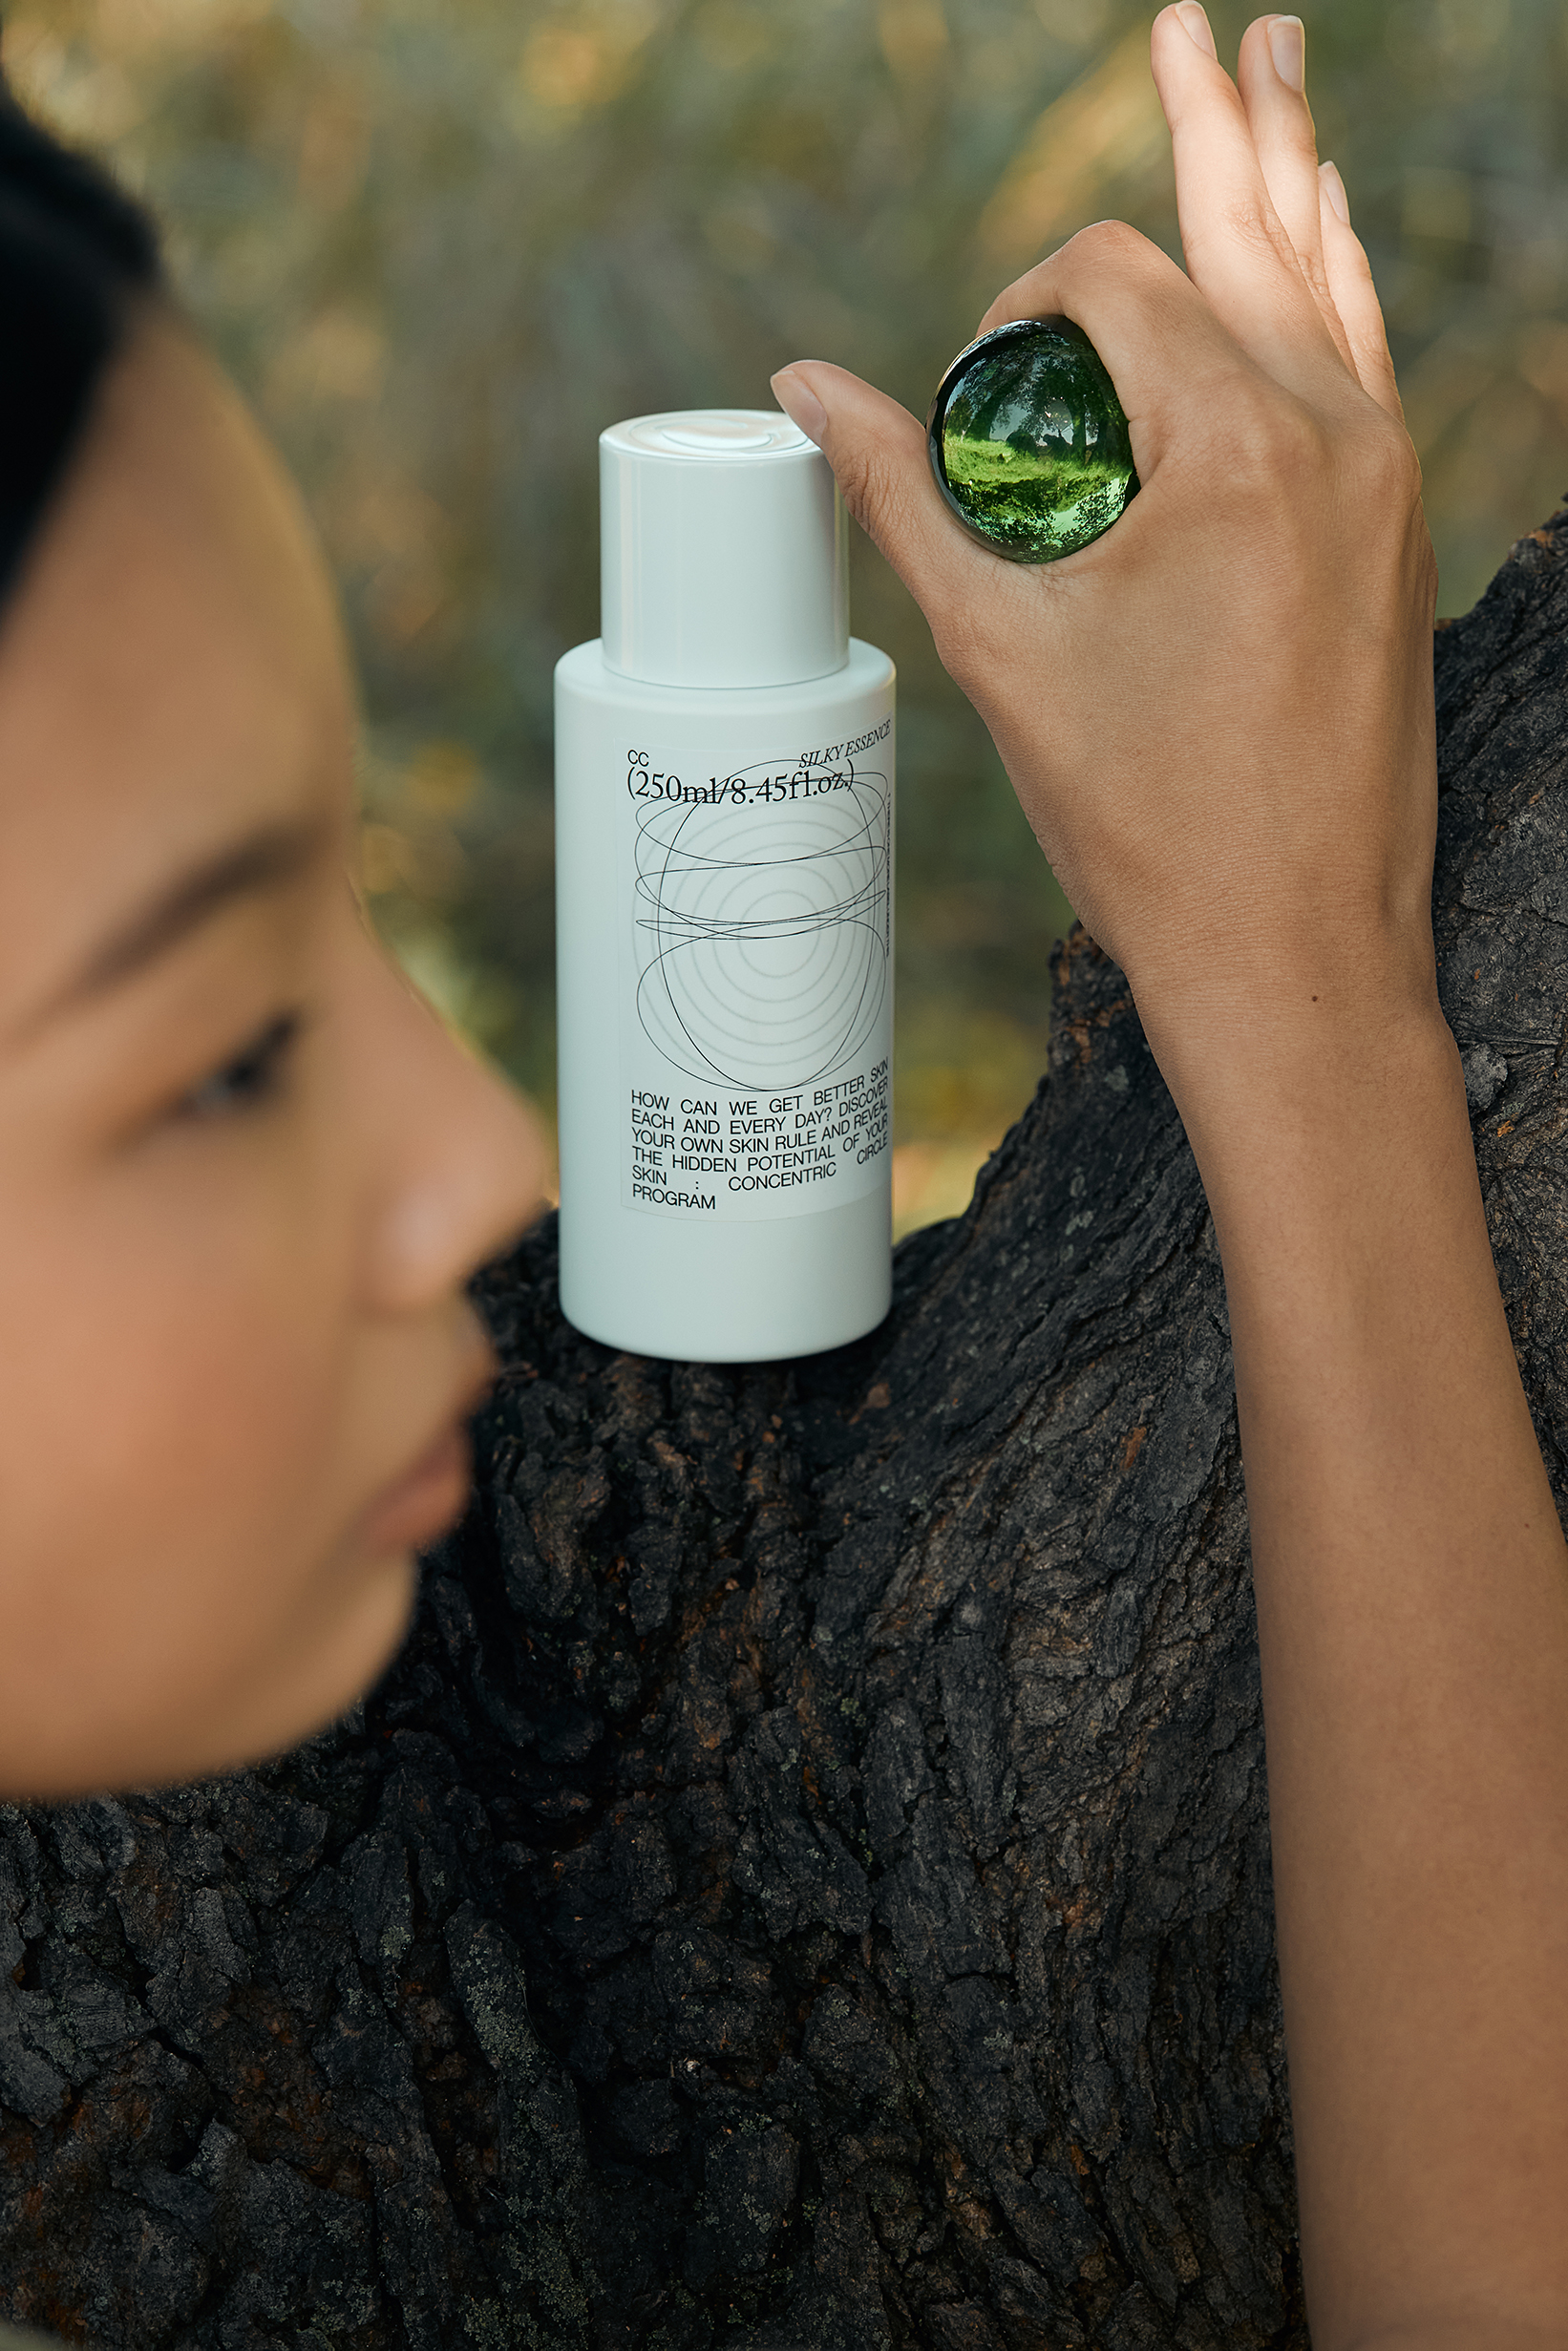 CC
SILKY ESSENCE
(250ml/8.45fl.oz.)
HOW CAN WE GET BETTER SKIN
EACH AND EVERY DAY? DISCOVER
YOUR OWN SKIN RULE AND REVEAL
THE HIDDEN POTENTIAL OF YOUR
SKIN : CONCENTRIC CIRCLE
PROGRAM